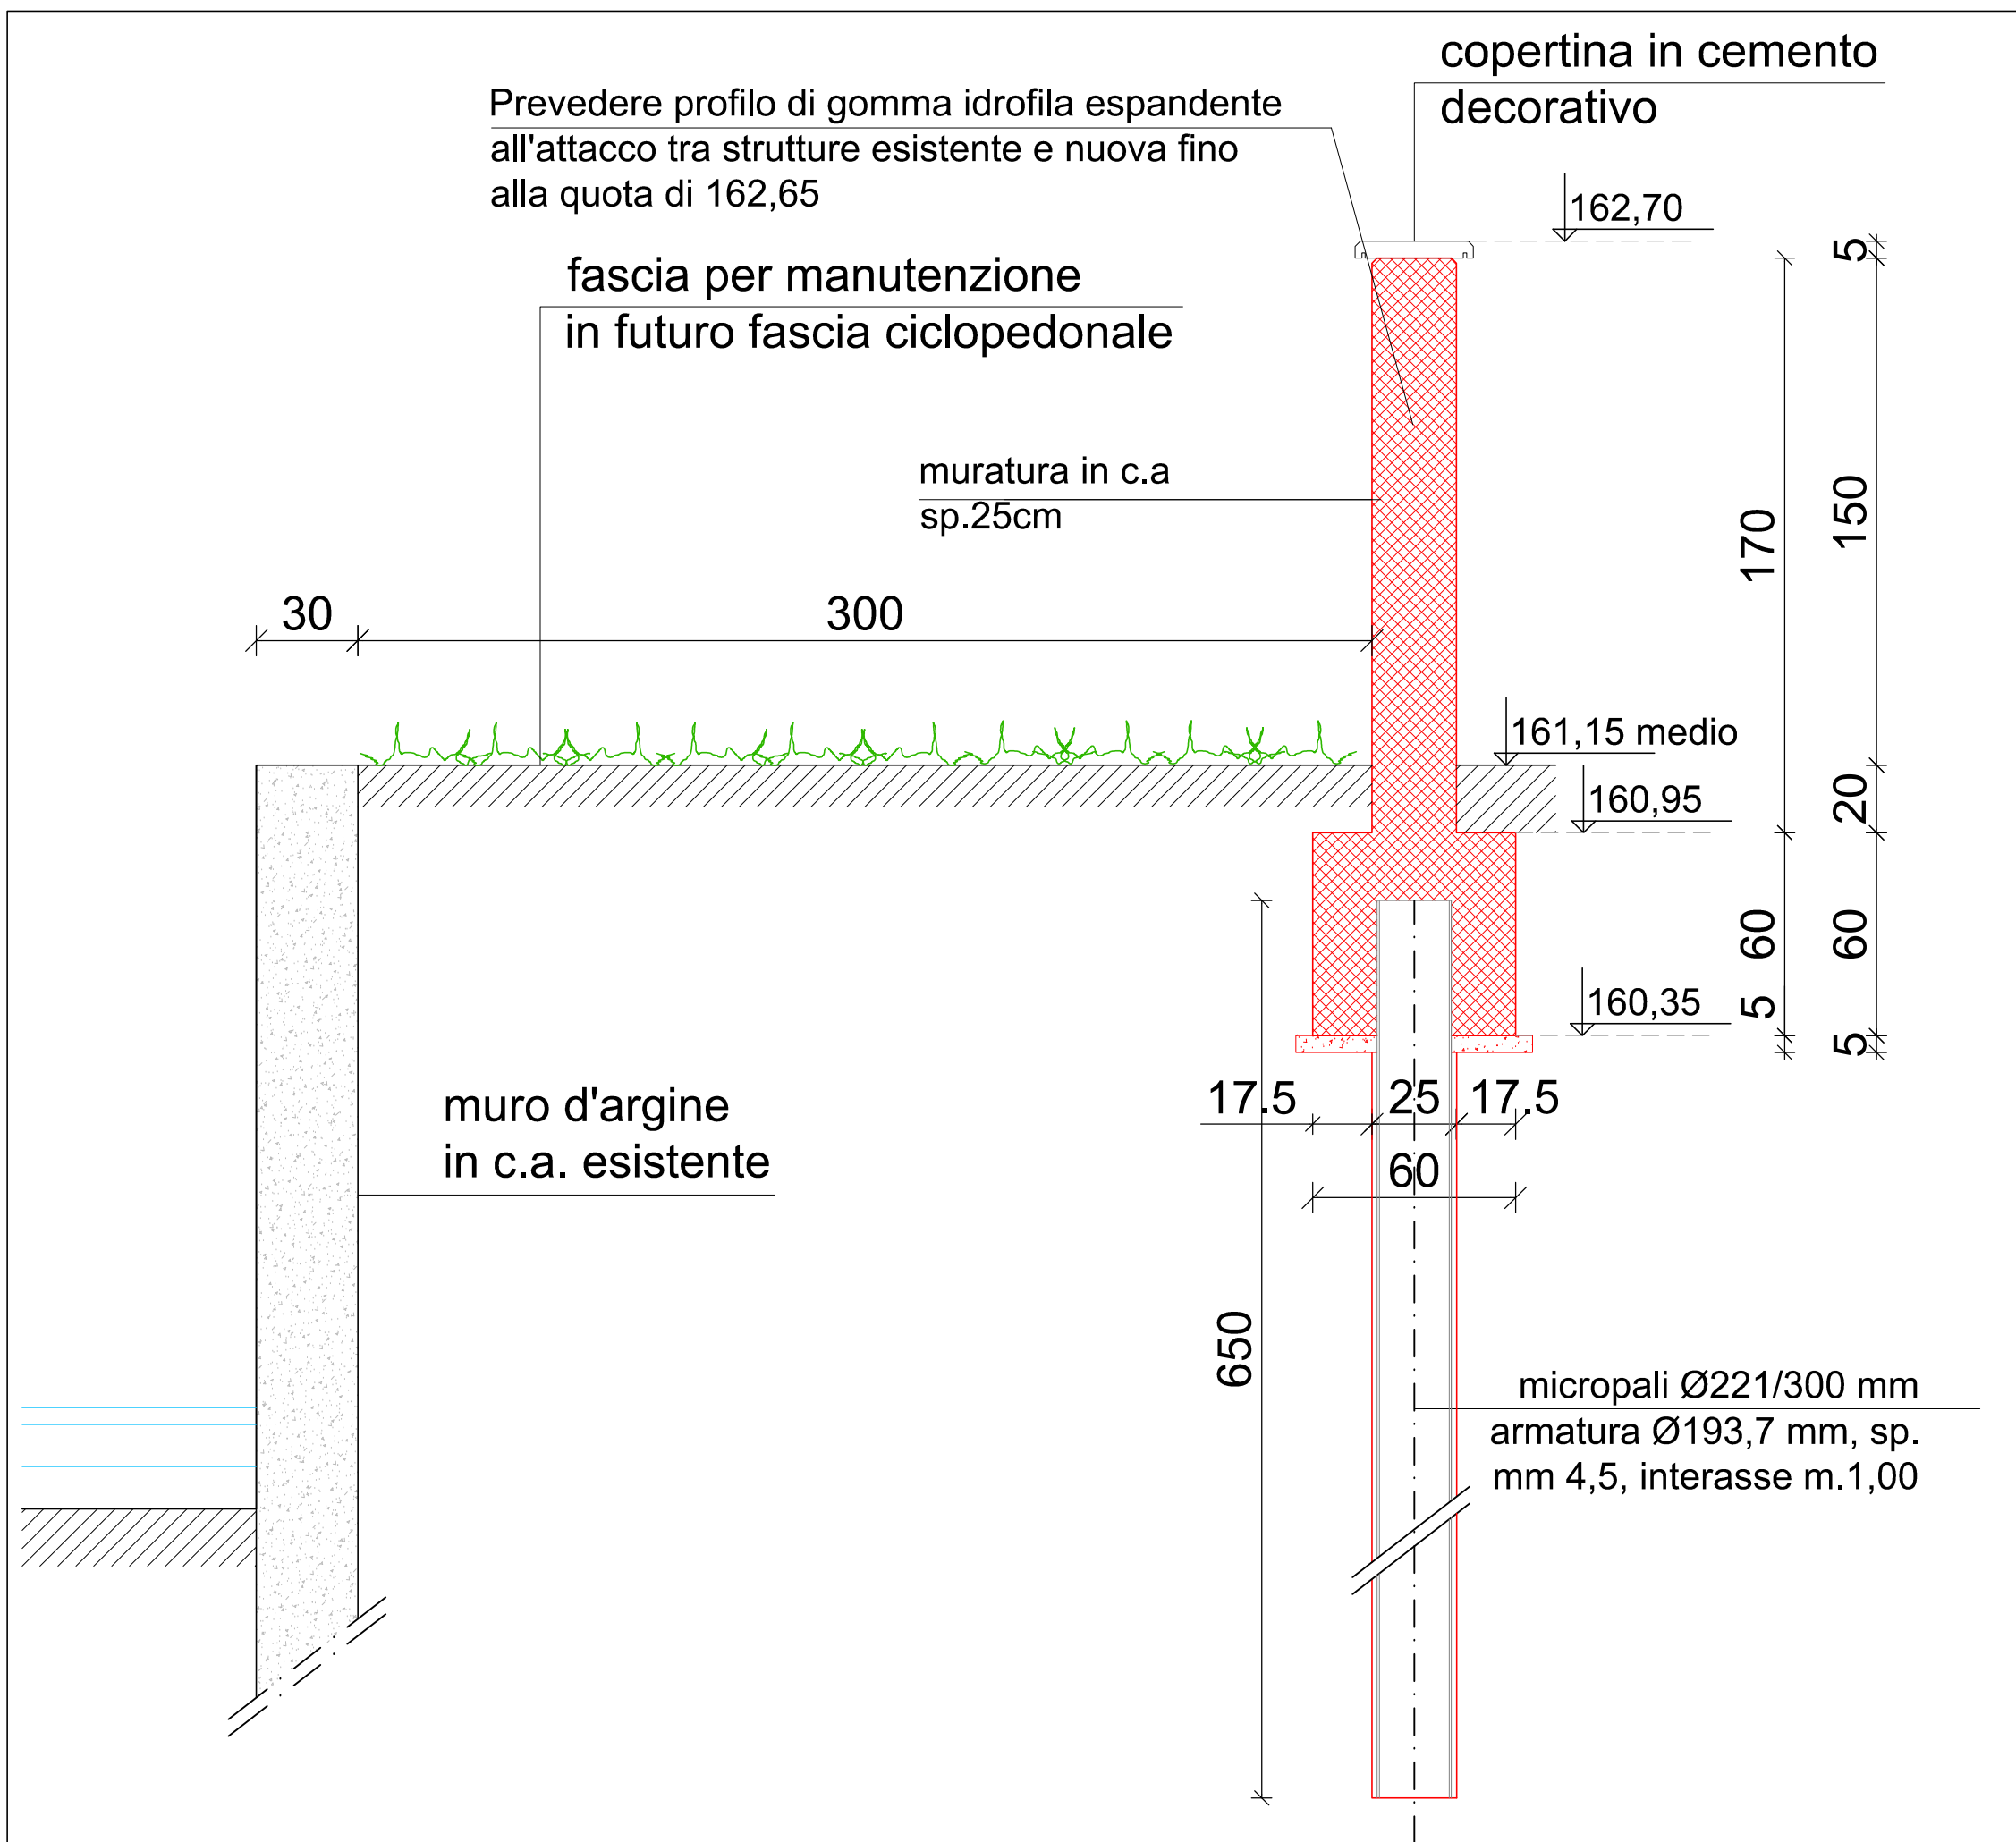 copertina in cemento
decorativo
Prevedere profilo di gomma idrofila espandente
all'attacco tra strutture esistente e nuova fino
alla quota di 162,65
162,70
5
fascia per manutenzione
in futuro fascia ciclopedonale
muratura in c.a
sp.25cm
170
150
30
300
161,15 medio
160,95
20
60
60
160,35
5
5
17.5
25
17.5
60
muro d'argine
in c.a. esistente
650
micropali Ø221/300 mm
armatura Ø193,7 mm, sp.
mm 4,5, interasse m.1,00